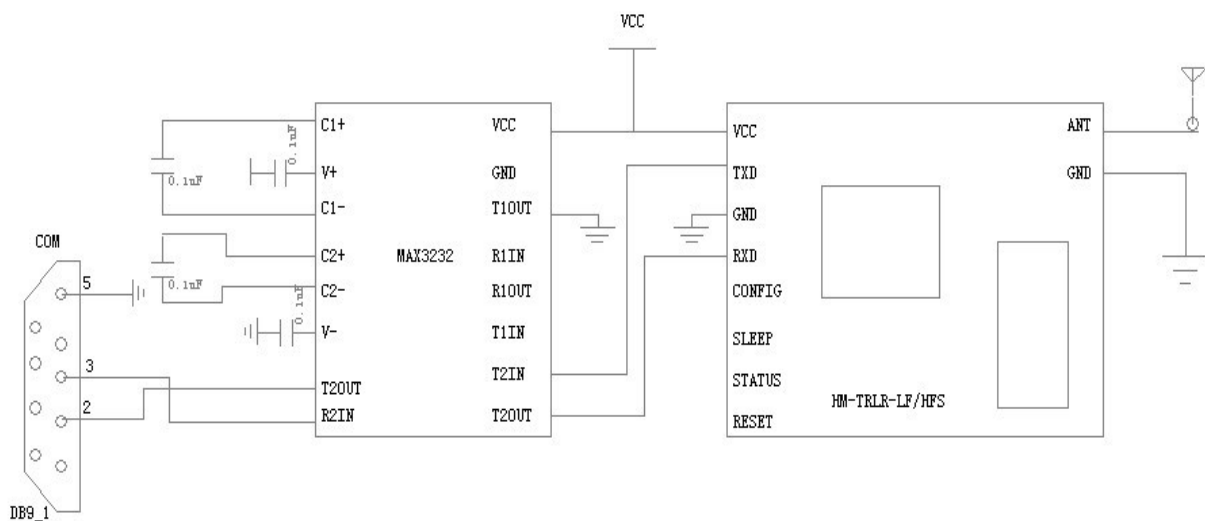 VCC
C1+
V+
C1-
C2+
C2-
V-
T2OUT
R2IN
MAX3232
VCC
GND
T1OUT
R1IN
R1OUT
T1IN
T2IN
T2OUT
0.1uF
0.1uF
0.1uF
0.1uF
COM
5
3
2
DB9_1
VCC
TXD
GND
RXD
CONFIG
SLEEP
STATUS
RESET
ANT
GND
HM-TRLR-LF/HFS